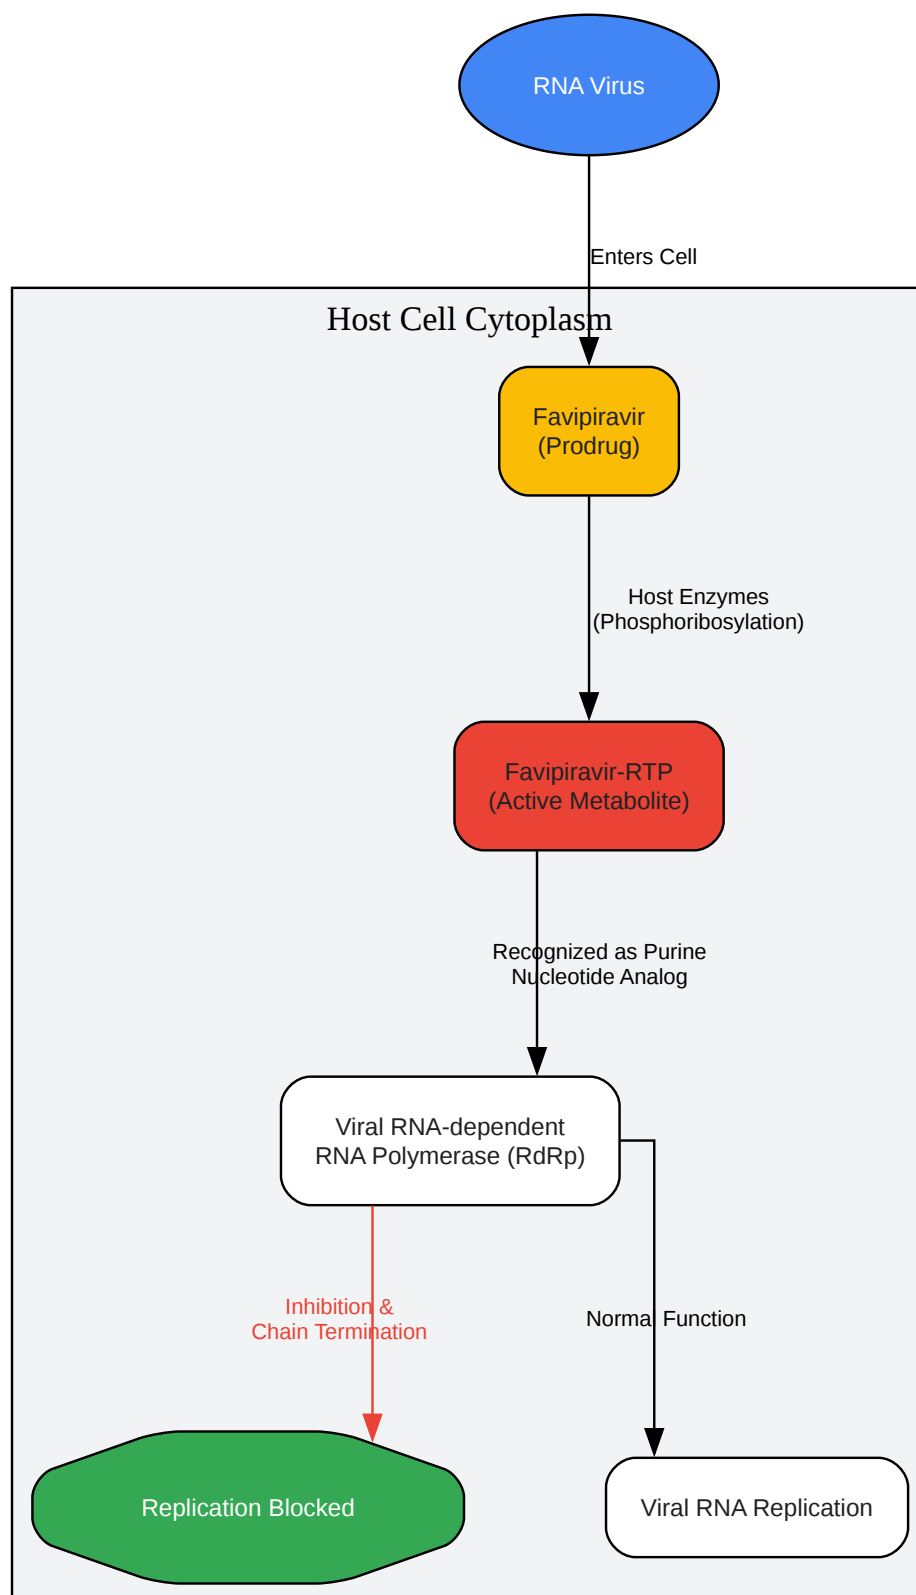 RNA Virus
Enters Cell
Host Cell Cytoplasm
Favipiravir
(Prodrug)
Host Enzymes
(Phosphoribosylation)
Favipiravir-RTP
(Active Metabolite)
Recognized as Purine
Nucleotide Analog
Viral RNA-dependent
RNA Polymerase (RdRp)
Inhibition &
Chain Termination
Normal Function
Replication Blocked
Viral RNA Replication